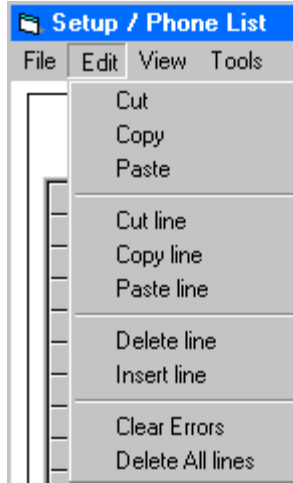 Setup / Phone List
File Edit View Tools
Cut
Copy
Paste
Cut line
Copy line
Paste line
Delete line
Insert line
Clear Errors
Delete All lines